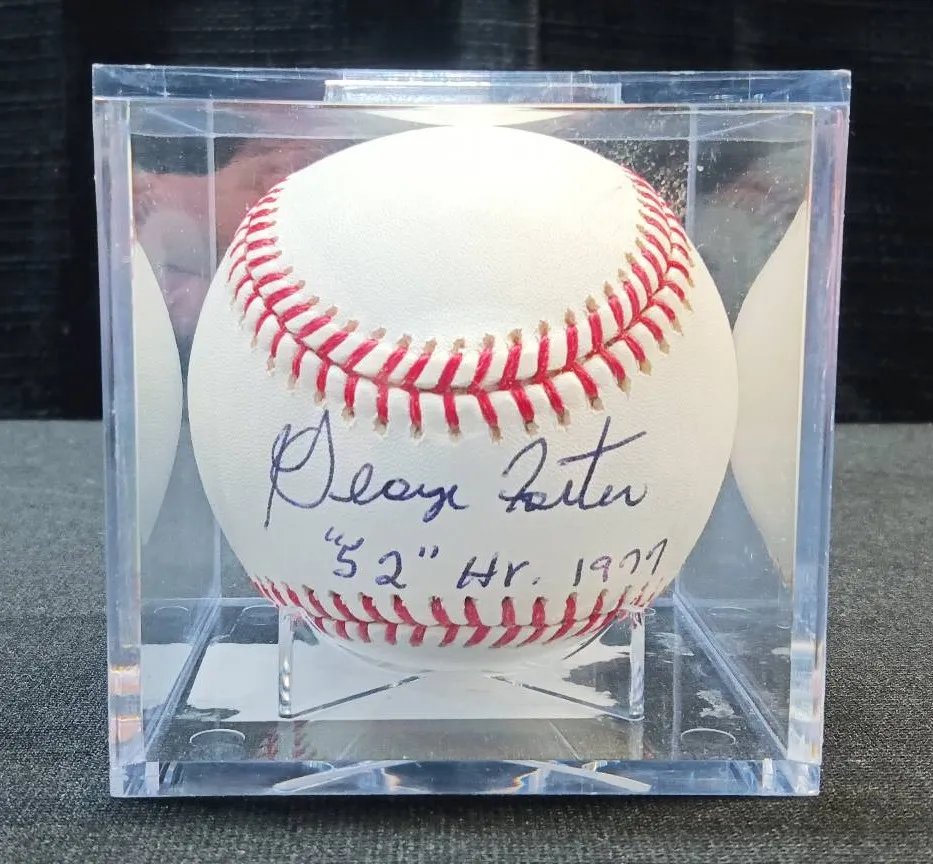 George Foster
"52" Hr. 1977